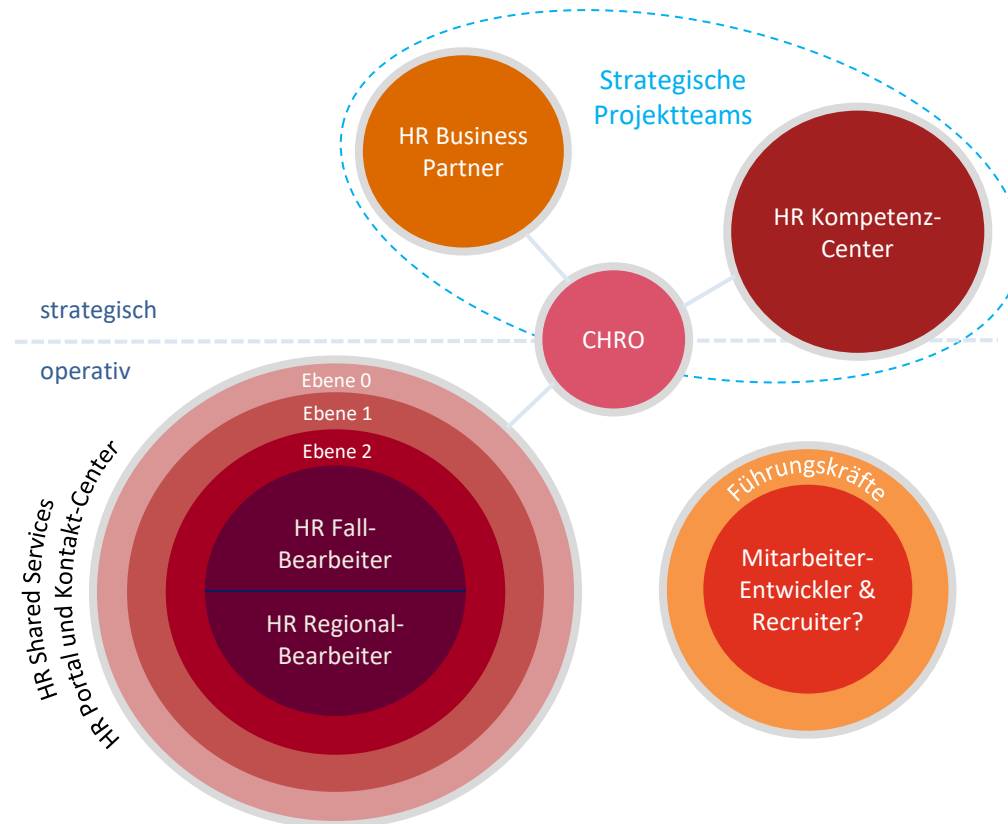 Strategische
Projektteams
HR Business
Partner
HR Kompetenz-
Center
CHRO
strategisch
operativ
Ebene 0
Ebene 1
Ebene 2
HR Fall-
Bearbeiter
HR Regional-
Bearbeiter
HR Shared Services
HR Portal und Kontakt-Center
Führungskräfte
Mitarbeiter-
Entwickler &
Recruiter?